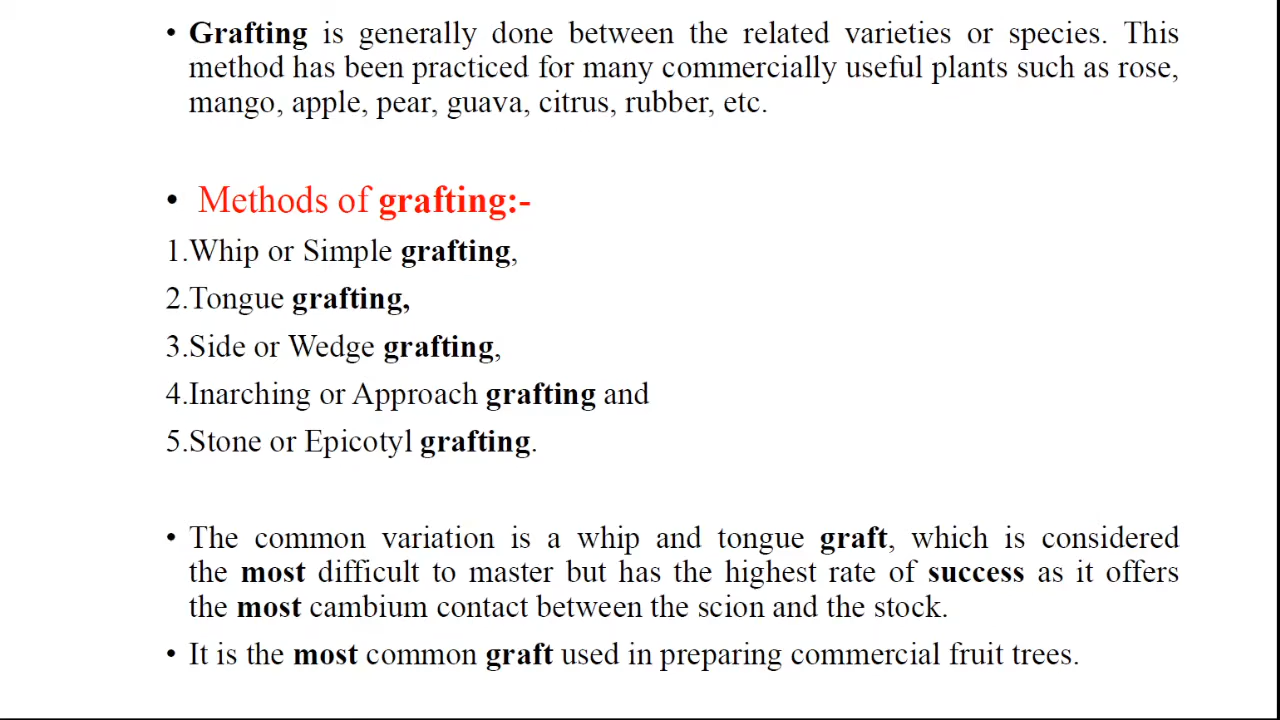 • Grafting is generally done between the related varieties or species. This
method has been practiced for many commercially useful plants such as rose,
mango, apple, pear, guava, citrus, rubber, etc.
• Methods of grafting:-
1.Whip or Simple grafting,
2.Tongue grafting,
3.Side or Wedge grafting,
4.Inarching or Approach grafting and
5.Stone or Epicotyl grafting.
• The common variation is a whip and tongue graft, which is considered
the most difficult to master but has the highest rate of success as it offers
the most cambium contact between the scion and the stock.
• It is the most common graft used in preparing commercial fruit trees.